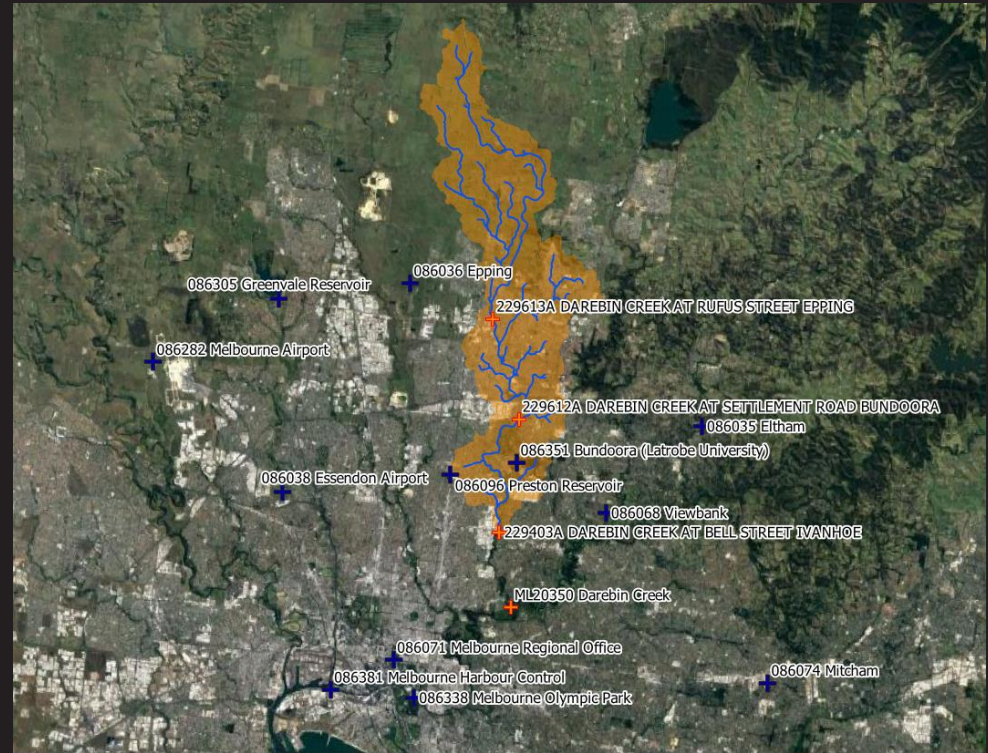 086036 Epping
086305 Greenvale Reservoir
229613A DAREBIN CREEK AT RUFUS STREET EPPING
086282 Melbourne Airport
229612A DAREBIN CREEK AT SETTLEMENT ROAD BUNDOORA
086035 Eltham
086351 Bundoora (Latrobe University)
086038 Essendon Airport
086096 Preston Reservoir
086068 Viewbank
229403A DAREBIN CREEK AT BELL STREET IVANHOE
ML20350 Darebin Creek
086071 Melbourne Regional Office
086074 Mitcham
086381 Melbourne Harbour Control
086338 Melbourne Olympic Park